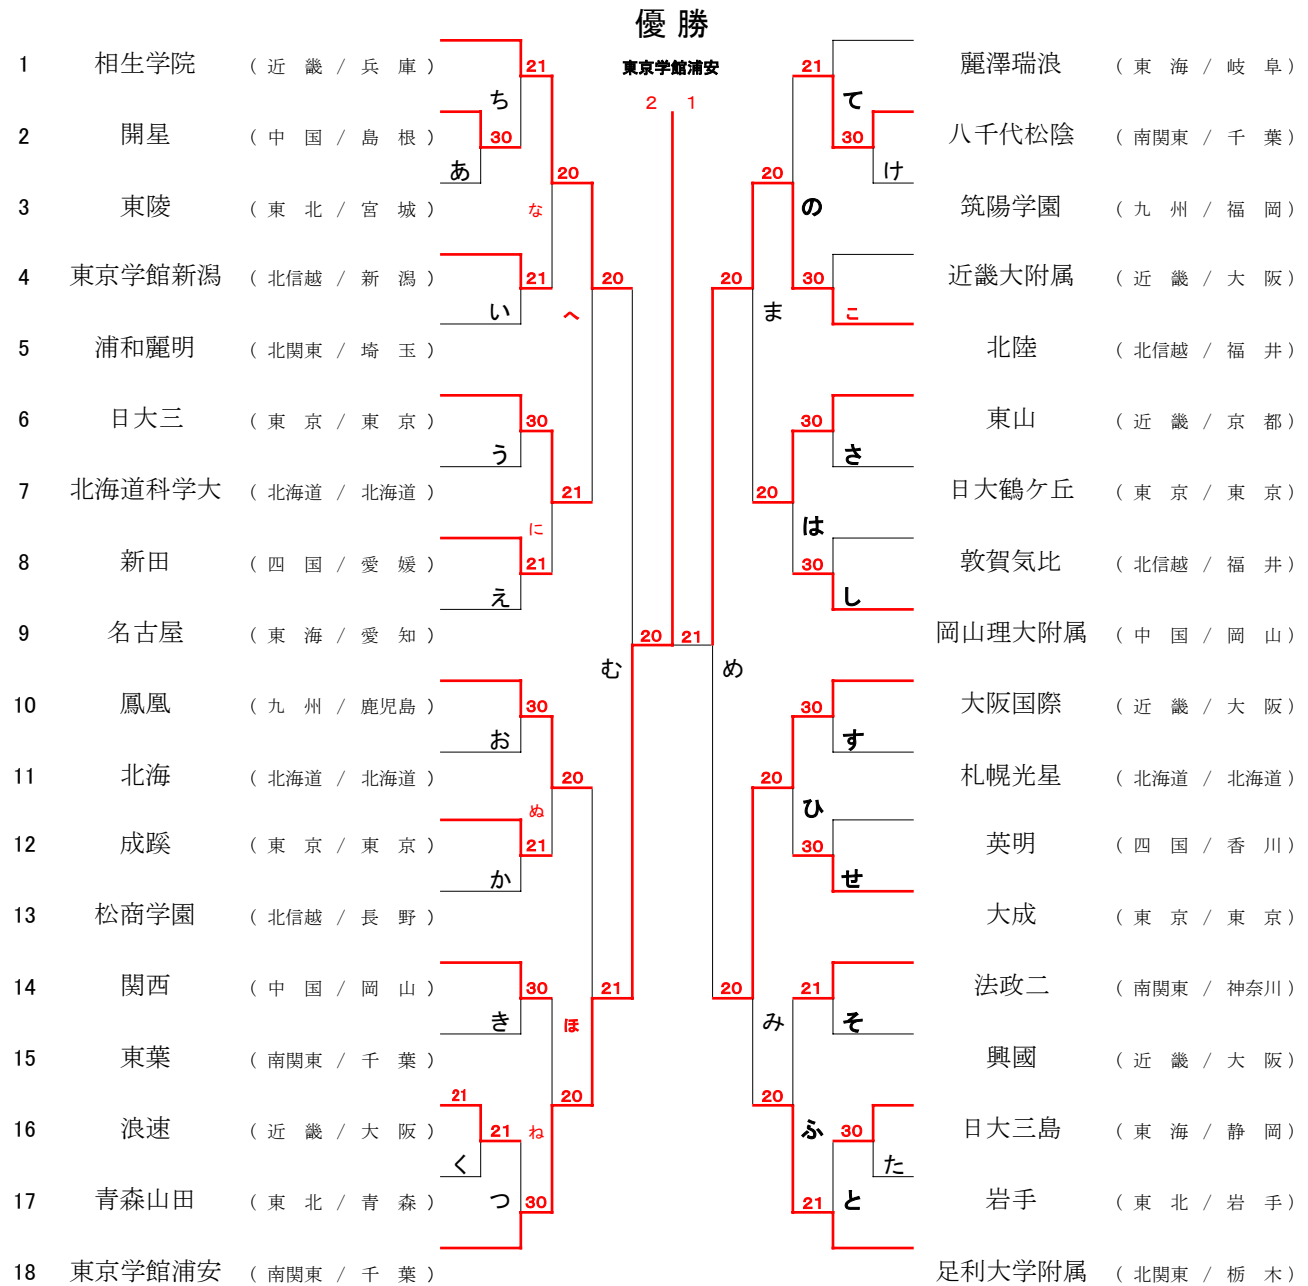 優勝
東京学館浦安
2 1
1 相生学院 ( 近 畿 / 兵 庫 ) 21 ち 21 て 麗澤瑞浪 ( 東 海 / 岐 阜 )
2 開星 ( 中 国 / 島 根 ) 30 あ 20 20 30 け 八千代松陰 ( 南関東 / 千 葉 )
3 東陵 ( 東 北 / 宮 城 ) な の 筑陽学園 ( 九 州 / 福 岡 )
4 東京学館新潟 ( 北信越 / 新 潟 ) 21 い 20 へ 20 ま 30 こ 近畿大附属 ( 近 畿 / 大 阪 )
5 浦和麗明 ( 北関東 / 埼 玉 ) 北陸 ( 北信越 / 福 井 )
6 日大三 ( 東 京 / 東 京 ) 30 う 30 さ 東山 ( 近 畿 / 京 都 )
7 北海道科学大 ( 北海道 / 北海道 ) 21 に 20 は 日大鶴ケ丘 ( 東 京 / 東 京 )
8 新田 ( 四 国 / 愛 媛 ) 21 え 30 し 敦賀気比 ( 北信越 / 福 井 )
9 名古屋 ( 東 海 / 愛 知 ) む 20 21 め 岡山理大附属 ( 中 国 / 岡 山 )
10 鳳凰 ( 九 州 / 鹿児島 ) 30 お 30 す 大阪国際 ( 近 畿 / 大 阪 )
11 北海 ( 北海道 / 北海道 ) 20 ぬ 20 ひ 札幌光星 ( 北海道 / 北海道 )
12 成蹊 ( 東 京 / 東 京 ) 21 か 30 せ 英明 ( 四 国 / 香 川 )
13 松商学園 ( 北信越 / 長 野 ) 大成 ( 東 京 / 東 京 )
14 関西 ( 中 国 / 岡 山 ) 30 き 21 ほ 20 み 21 そ 法政二 ( 南関東 / 神奈川 )
15 東葉 ( 南関東 / 千 葉 ) 興國 ( 近 畿 / 大 阪 )
16 浪速 ( 近 畿 / 大 阪 ) 21 21 く ね 20 20 ふ 30 た 日大三島 ( 東 海 / 静 岡 )
17 青森山田 ( 東 北 / 青 森 ) つ 30 21 と 岩手 ( 東 北 / 岩 手 )
18 東京学館浦安 ( 南関東 / 千 葉 ) 足利大学附属 ( 北関東 / 栃 木 )